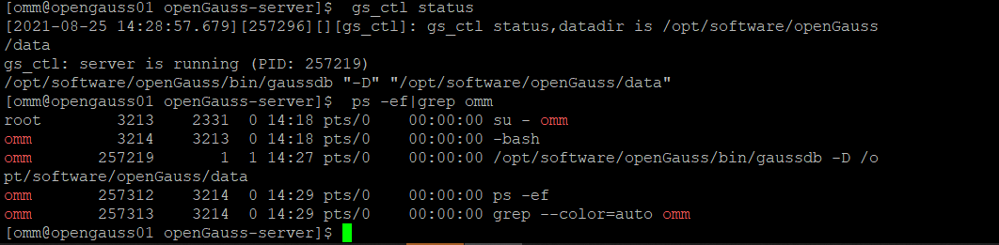 [omm@opengauss01 openGauss-server]$  gs_ctl status
[2021-08-25 14:28:57.679][257296][][gs_ctl]: gs_ctl status,datadir is /opt/software/openGauss
/data
gs_ctl: server is running (PID: 257219)
/opt/software/openGauss/bin/gaussdb "-D" "/opt/software/openGauss/data"
[omm@opengauss01 openGauss-server]$  ps -ef|grep omm
root        3213    2331  0 14:18 pts/0    00:00:00 su - omm
omm         3214    3213  0 14:18 pts/0    00:00:00 -bash
omm       257219       1  1 14:27 pts/0    00:00:00 /opt/software/openGauss/bin/gaussdb -D /o
pt/software/openGauss/data
omm       257312    3214  0 14:29 pts/0    00:00:00 ps -ef
omm       257313    3214  0 14:29 pts/0    00:00:00 grep --color=auto omm
[omm@opengauss01 openGauss-server]$